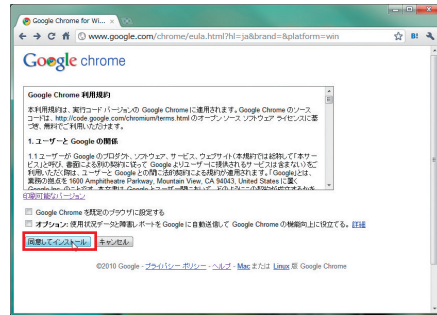 Google Chrome for Wi...
www.google.com/chrome/eula.html?hl=ja&brand=&platform=win
Google chrome
Google Chrome 利用規約
本利用規約は、実行コード バージョンの Google Chrome に適用されます。Google Chrome のソース
コードは、http://code.google.com/chromium/terms.html のオープン ソース ソフトウェア ライセンスに基
づき、無料でご利用いただけます。
1. ユーザーと Google の関係
1.1 ユーザーが Google のプロダクト、ソフトウェア、サービス、ウェブサイト(本規約では総称して「本サー
ビス」と呼び、書面による別の契約に従って Google よりユーザーに提供されるサービスは含まない)をご
利用いただく際は、ユーザーと Google との間に法的契約による規約が適用されます。「Google」とは、
業務の拠点を 1600 Amphitheatre Parkway, Mountain View, CA 94043, United States に置く
印刷可能なバージョン
Google Chrome を既定のブラウザに設定する
オプション: 使用状況データと障害レポートを Google に自動送信して Google Chrome の機能向上に役立てる。 詳細
同意してインストール キャンセル
©2010 Google - プライバシー ポリシー - ヘルプ - Mac または Linux 版 Google Chrome